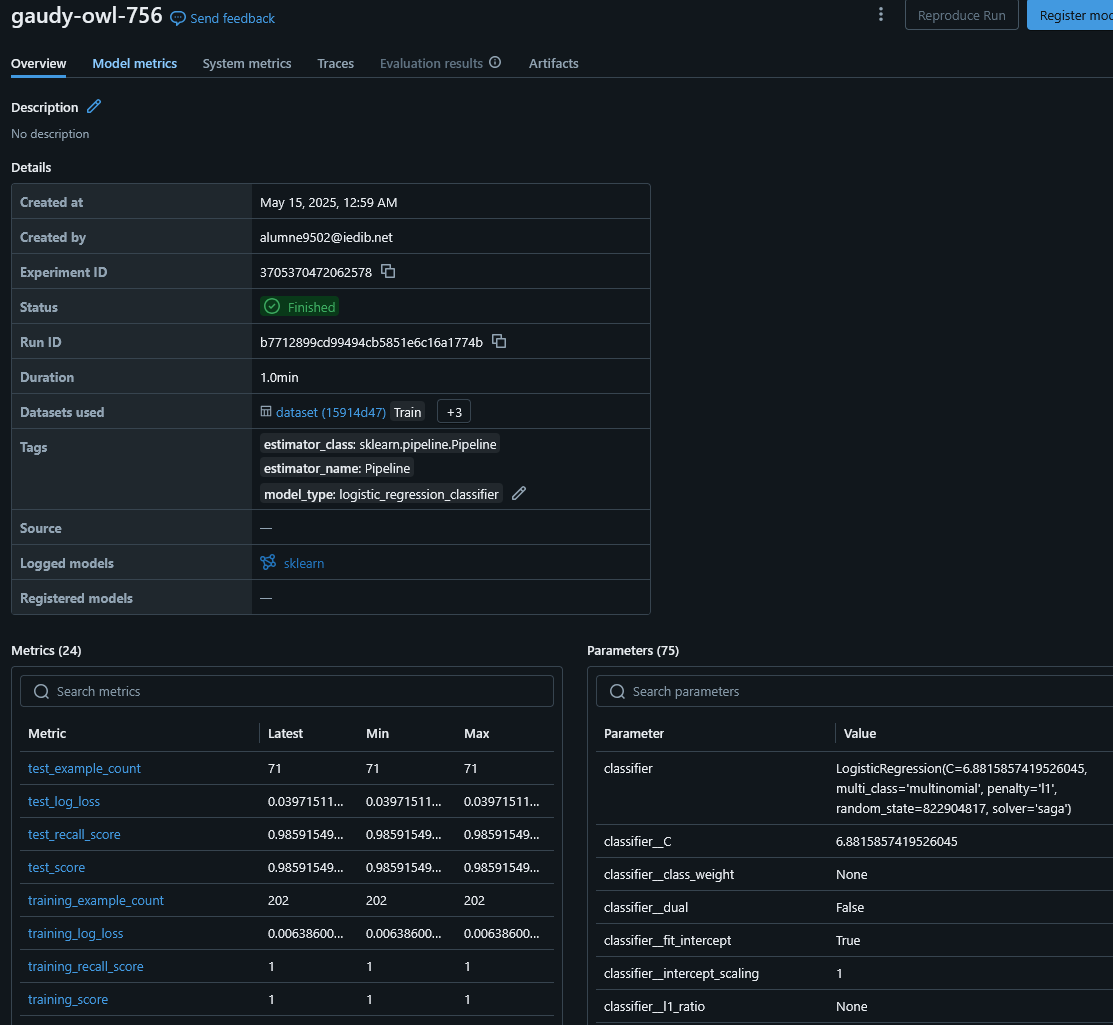 gaudy-owl-756 Send feedback Reproduce Run Register mod
Overview Model metrics System metrics Traces Evaluation results Artifacts
Description
No description
Details
Created at May 15, 2025, 12:59 AM
Created by alumne9502@iedib.net
Experiment ID 3705370472062578
Status Finished
Run ID b7712899cd99494cb5851e6c16a1774b
Duration 1.0min
Datasets used dataset (15914d47) Train +3
Tags estimator_class: sklearn.pipeline.Pipeline
estimator_name: Pipeline
model_type: logistic_regression_classifier
Source —
Logged models sklearn
Registered models —
Metrics (24)
Search metrics
Metric Latest Min Max
test_example_count 71 71 71
test_log_loss 0.03971511... 0.03971511... 0.03971511...
test_recall_score 0.98591549... 0.98591549... 0.98591549...
test_score 0.98591549... 0.98591549... 0.98591549...
training_example_count 202 202 202
training_log_loss 0.00638600... 0.00638600... 0.00638600...
training_recall_score 1 1 1
training_score 1 1 1
Parameters (75)
Search parameters
Parameter Value
classifier LogisticRegression(C=6.8815857419526045,
multi_class='multinomial', penalty='l1',
random_state=822904817, solver='saga')
classifier__C 6.8815857419526045
classifier__class_weight None
classifier__dual False
classifier__fit_intercept True
classifier__intercept_scaling 1
classifier__l1_ratio None